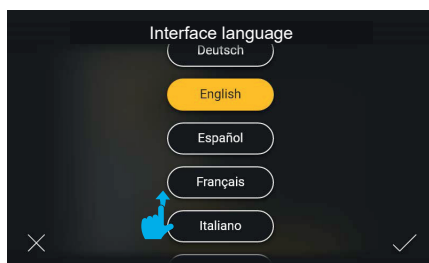 Interface language
Deutsch
English
Español
Français
Italiano